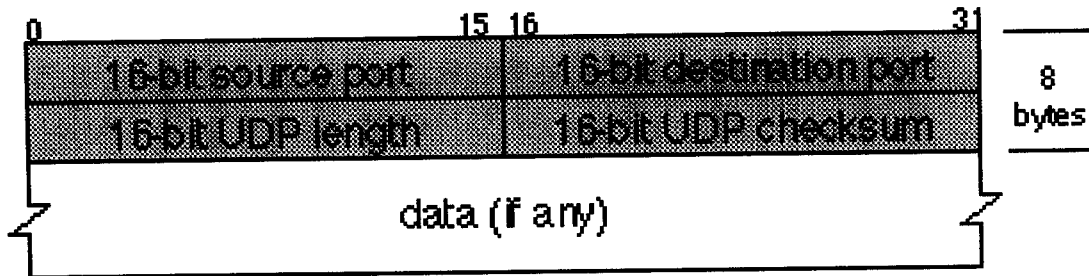 0 15 16 31
16-bit source port 16-bit destination port
8
16-bit UDP length 16-bit UDP checksum
bytes
data (if any)